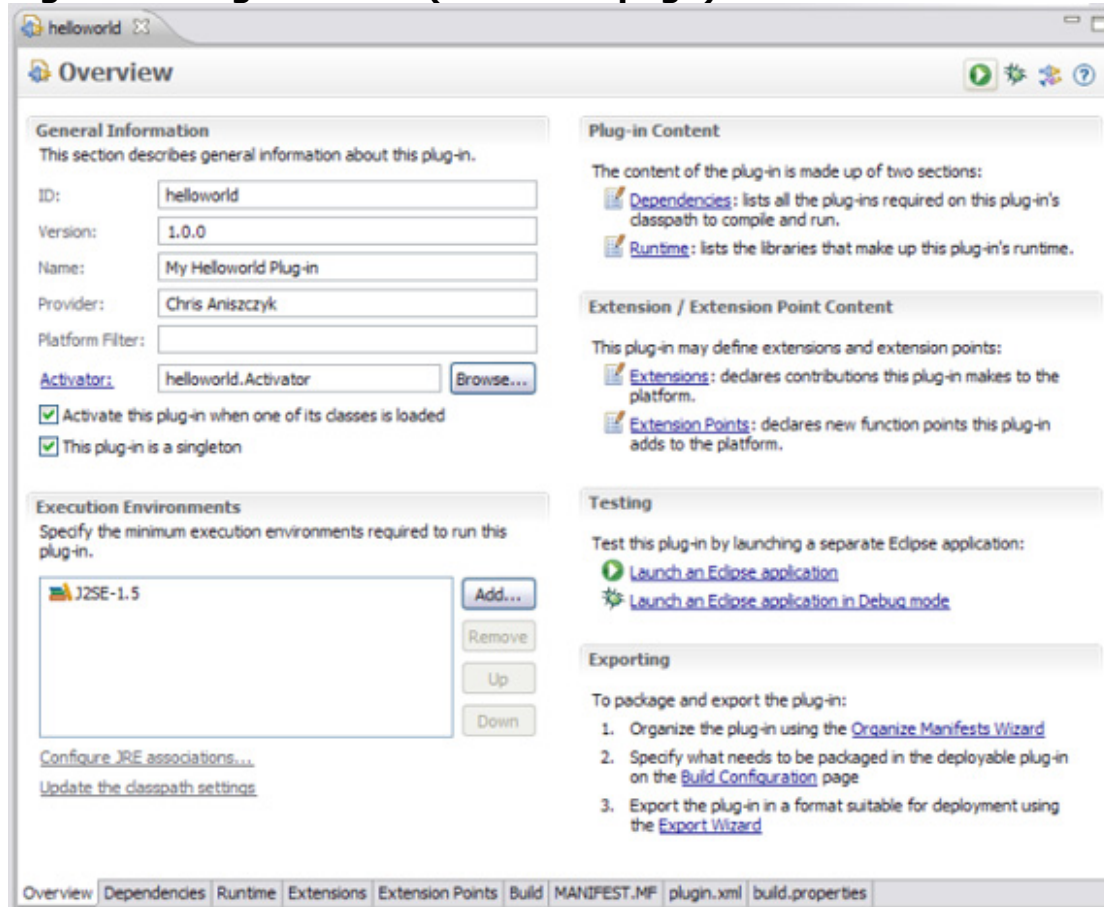 helloworld
Overview
General Information
This section describes general information about this plug-in.
ID: helloworld
Version: 1.0.0
Name: My Helloworld Plug-in
Provider: Chris Aniszczyk
Platform Filter:
Activator: helloworld.Activator Browse...
Activate this plug-in when one of its classes is loaded
This plug-in is a singleton
Execution Environments
Specify the minimum execution environments required to run this
plug-in.
J2SE-1.5
Add...
Remove
Up
Down
Configure JRE associations...
Update the classpath settings
Plug-in Content
The content of the plug-in is made up of two sections:
Dependencies: lists all the plug-ins required on this plug-in's
classpath to compile and run.
Runtime: lists the libraries that make up this plug-in's runtime.
Extension / Extension Point Content
This plug-in may define extensions and extension points:
Extensions: declares contributions this plug-in makes to the
platform.
Extension Points: declares new function points this plug-in
adds to the platform.
Testing
Test this plug-in by launching a separate Eclipse application:
Launch an Eclipse application
Launch an Eclipse application in Debug mode
Exporting
To package and export the plug-in:
1. Organize the plug-in using the Organize Manifests Wizard
2. Specify what needs to be packaged in the deployable plug-in
on the Build Configuration page
3. Export the plug-in in a format suitable for deployment using
the Export Wizard
Overview Dependencies Runtime Extensions Extension Points Build MANIFEST.MF plugin.xml build.properties